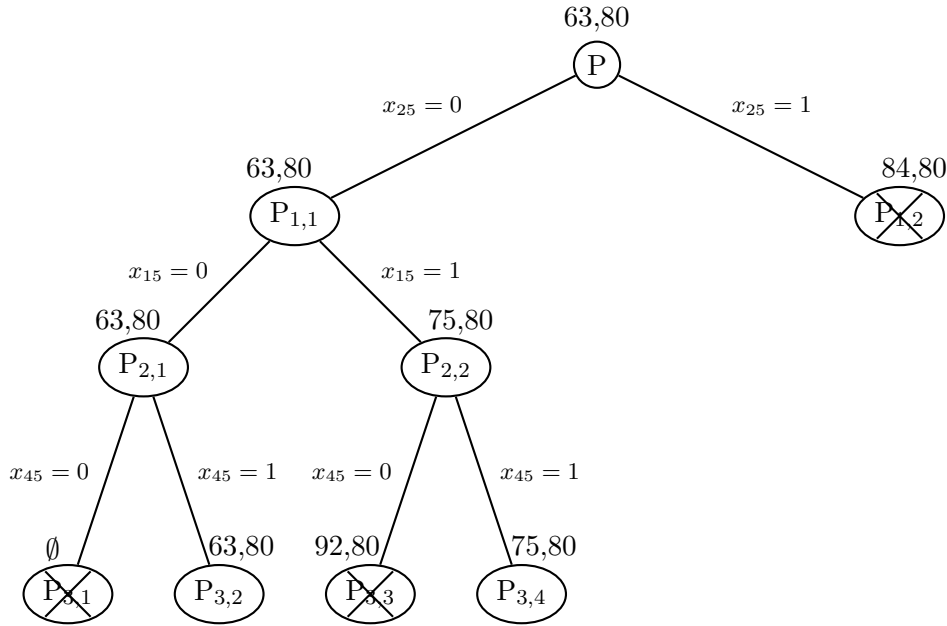 63,80
P
x₂₅ = 0
x₂₅ = 1
63,80
84,80
P₁,₁
P₁,₂
x₁₅ = 0
x₁₅ = 1
63,80
75,80
P₂,₁
P₂,₂
x₄₅ = 0
x₄₅ = 1
x₄₅ = 0
x₄₅ = 1
∅
63,80
92,80
75,80
P₃,₁
P₃,₂
P₃,₃
P₃,₄